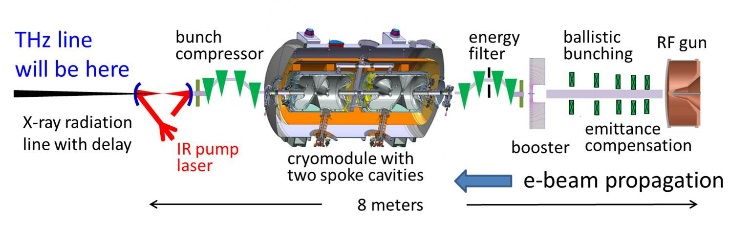 THz line
will be here
bunch
compressor
energy
filter
ballistic
bunching
RF gun
X-ray radiation
line with delay
IR pump
laser
cryomodule with
two spoke cavities
booster
emittance
compensation
e-beam propagation
8 meters